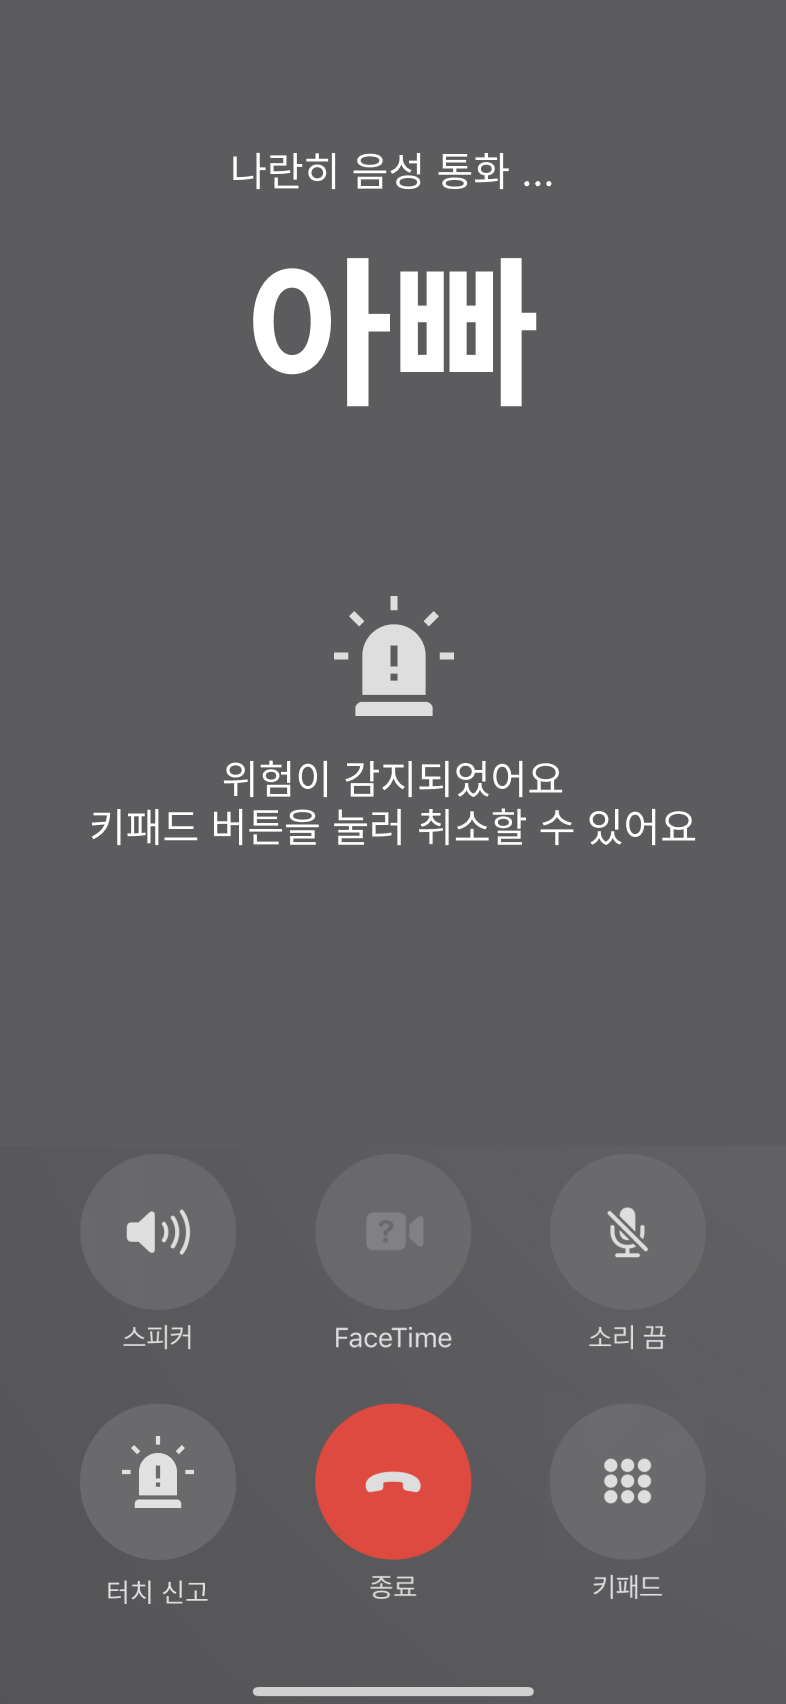 나란히 음성 통화 ...
아빠
위험이 감지되었어요
키패드 버튼을 눌러 취소할 수 있어요
스피커 FaceTime 소리 끔
터치 신고 종료 키패드